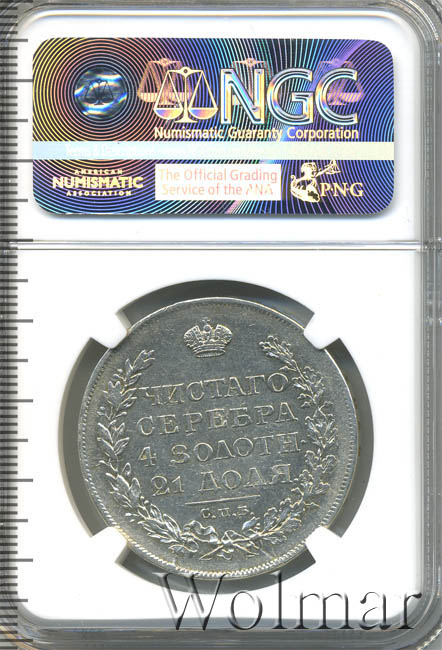 NGC
Numismatic Guaranty Corporation
AMERICAN
NUMISMATIC
ASSOCIATION
The Official Grading
Service of the ANA
PNG
ЧИСТАГО
СЕРЕБРА
4 ЗОЛОТН
21 ДОЛЯ
С.П.Б
Wolmar